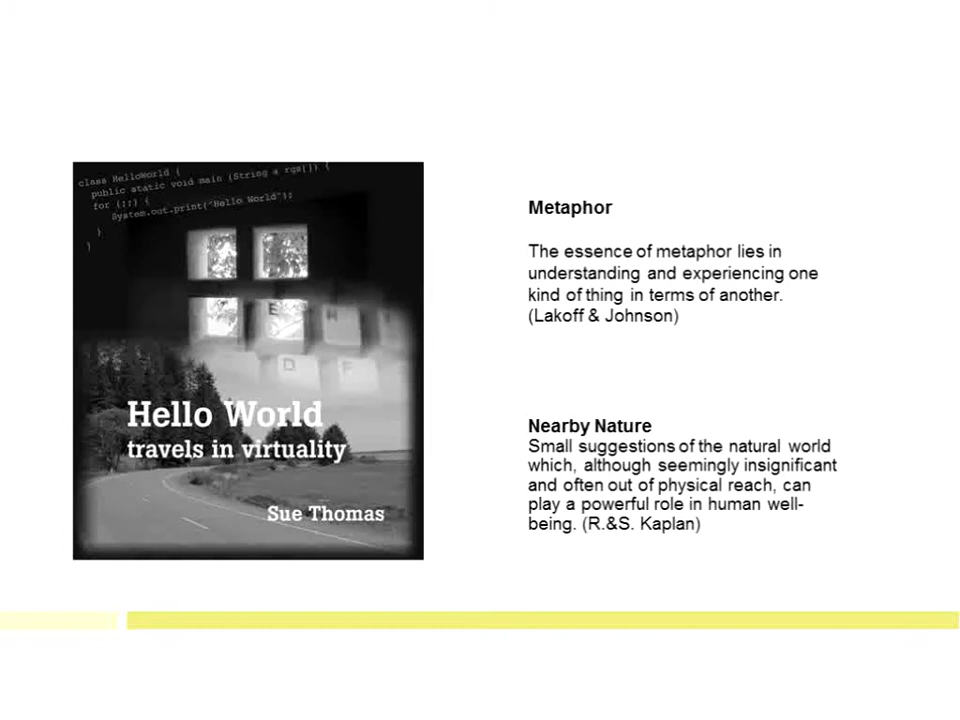 class HelloWorld {
public static void main (String a rgs[]) {
for (;;) {
System.out.print("Hello World");
}
}
E
D
F
Hello World
travels in virtuality
Sue Thomas
Metaphor
The essence of metaphor lies in
understanding and experiencing one
kind of thing in terms of another.
(Lakoff & Johnson)
Nearby Nature
Small suggestions of the natural world
which, although seemingly insignificant
and often out of physical reach, can
play a powerful role in human well-
being. (R.&S. Kaplan)